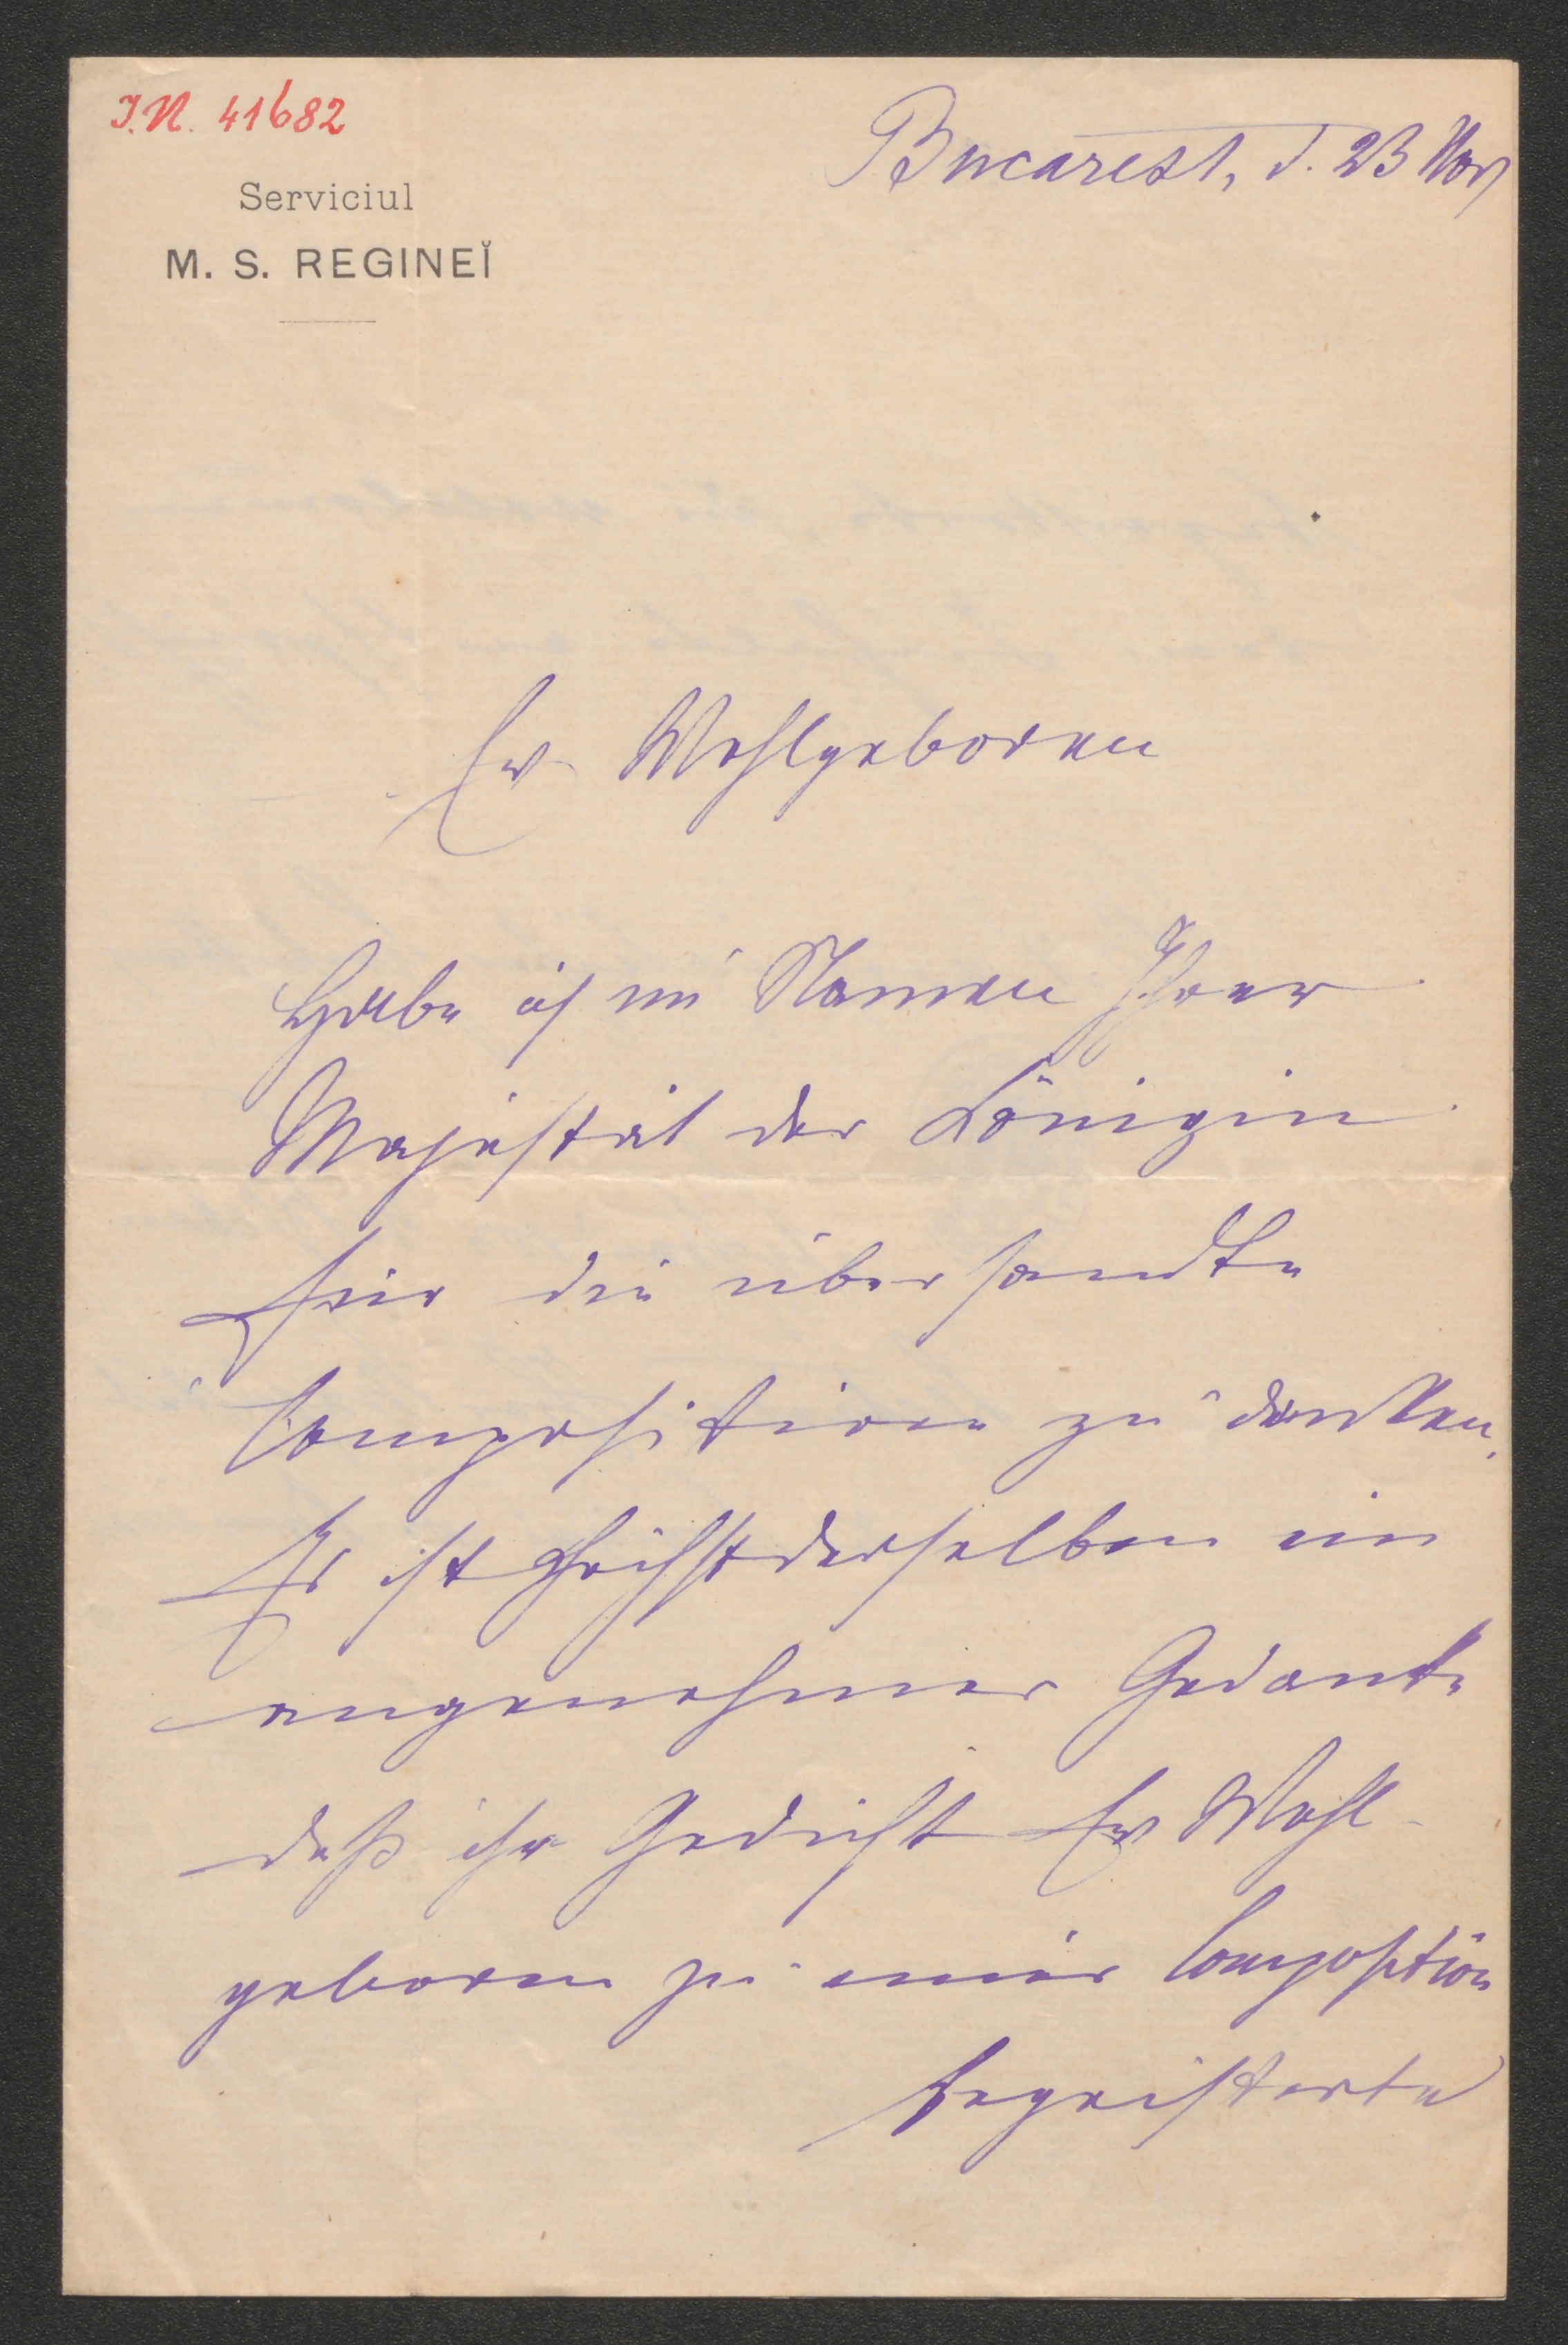 I.N. 41682
Serviciul
M. S. REGINEĬ
Bucarest, d. 23 Nov
Ew. Wohlgeboren
Habe ich im Namen Ihrer
Majestät der Königin
für die übersandte
Composition zu danken.
Es ist Höchstderselben ein
angenehmer Gedanke
daß ihr Gedicht Ew Wohl-
geboren zu einer Composition
begeisterte